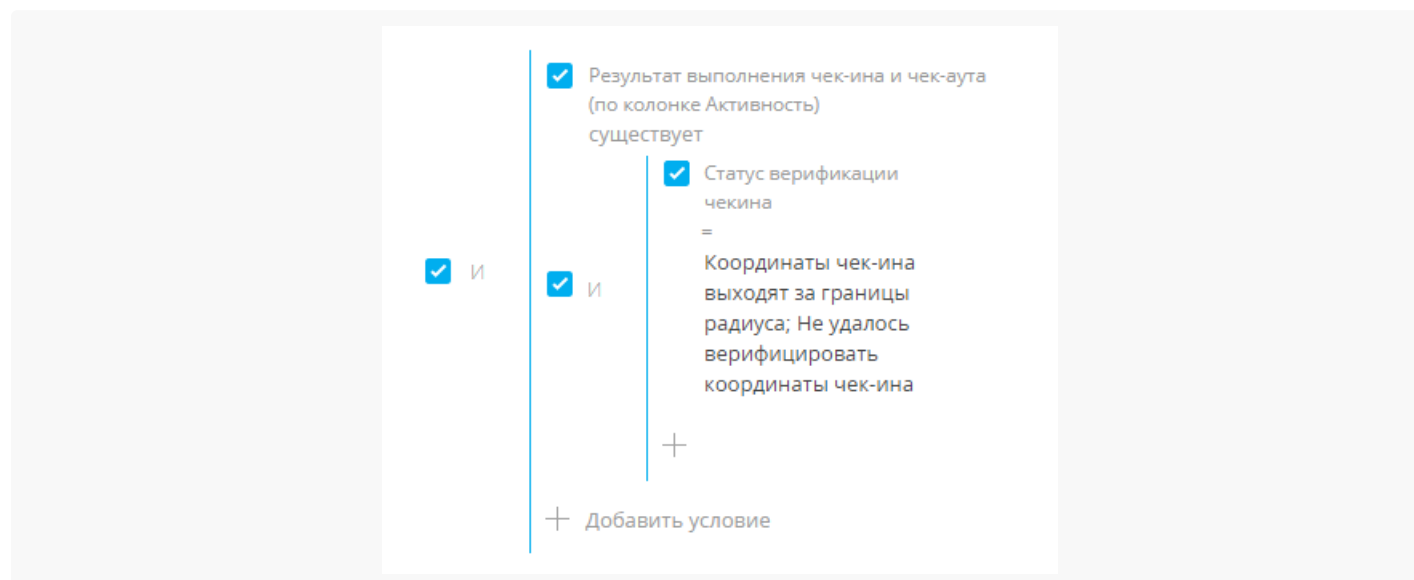 Результат выполнения чек-ина и чек-аута
(по колонке Активность)
существует
Статус верификации
чекина
=
И
Координаты чек-ина
И
выходят за границы
радиуса; Не удалось
верифицировать
координаты чек-ина
+
+ Добавить условие